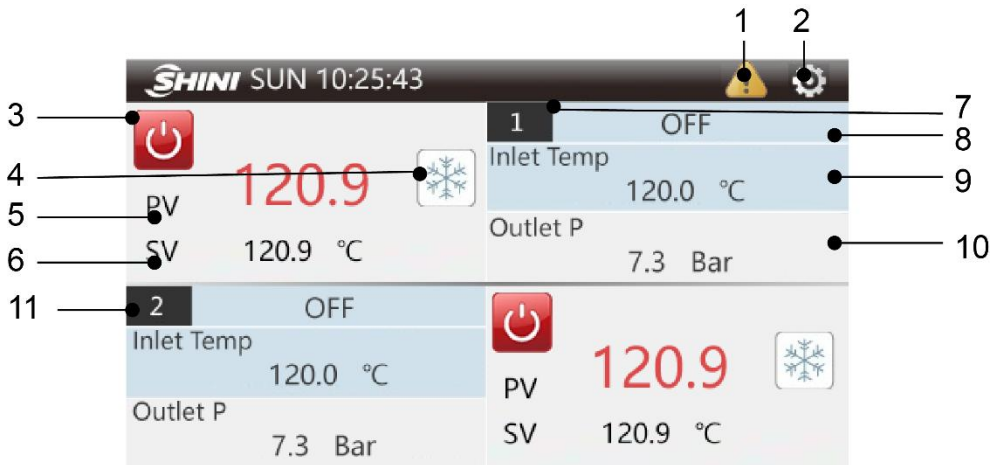 1 2
SHINI SUN 10:25:43
3
7
1 OFF
8
4
120.9
Inlet Temp
120.0 ℃
9
5
PV
6
SV 120.9 ℃
Outlet P
7.3 Bar
10
11
2 OFF
Inlet Temp
120.0 ℃
Outlet P
7.3 Bar
120.9
PV
SV 120.9 ℃